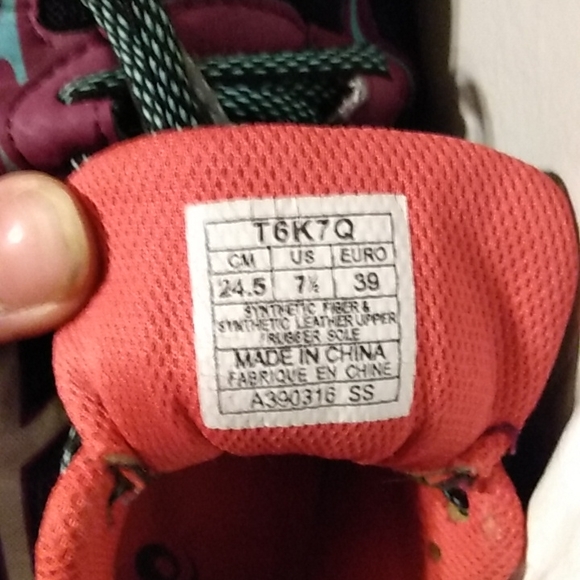 T6K7Q
CM US EURO
24.5 7½ 39
SYNTHETIC FIBER &
SYNTHETIC LEATHER UPPER
/ RUBBER SOLE
MADE IN CHINA
FABRIQUE EN CHINE
A390316 SS